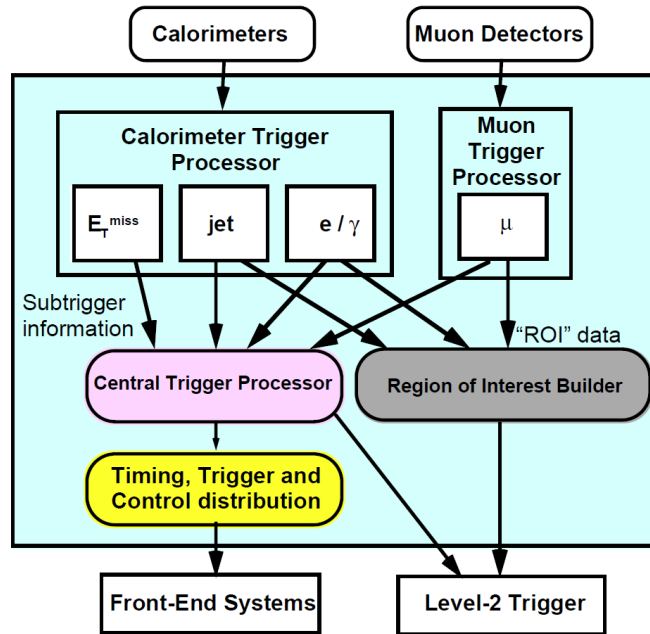 Calorimeters
Muon Detectors
Calorimeter Trigger
Processor
Muon
Trigger
Processor
E_T^miss
jet
e / γ
μ
Subtrigger
information
“ROI” data
Central Trigger Processor
Region of Interest Builder
Timing, Trigger and
Control distribution
Front-End Systems
Level-2 Trigger